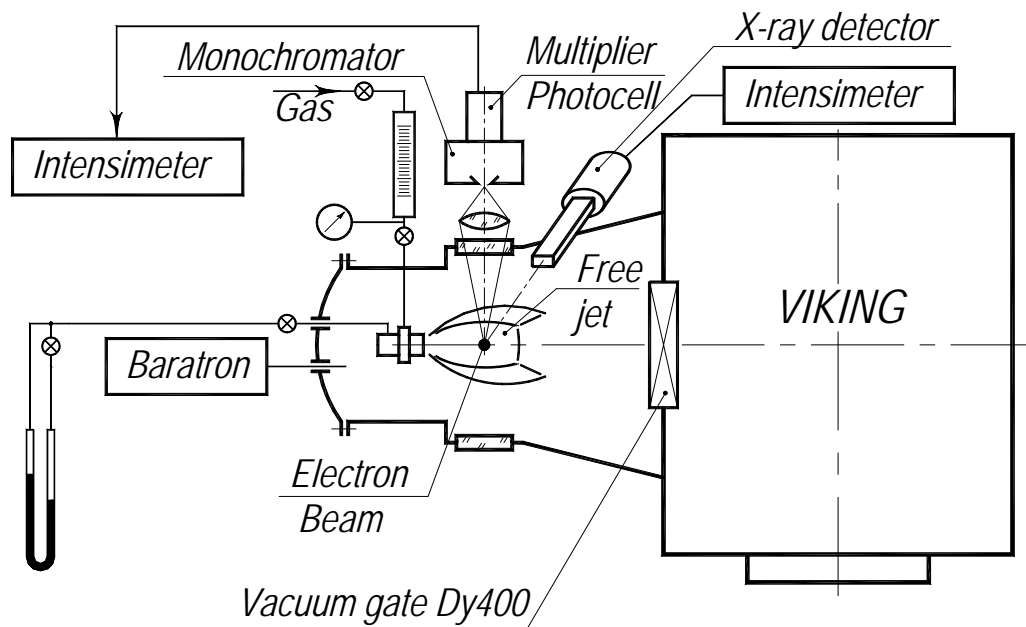 X-ray detector
Monochromator
Multiplier
Photocell
Gas
Intensimeter
Intensimeter
Free
jet
VIKING
Baratron
Electron
Beam
Vacuum gate Dy400